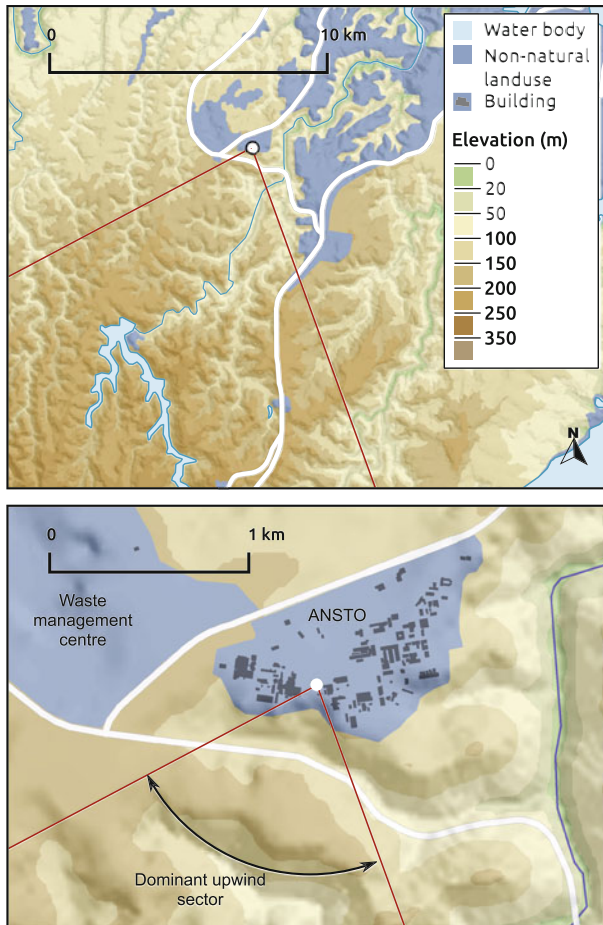 0
10 km
Water body
Non-natural
landuse
Building
Elevation (m)
0
20
50
100
150
200
250
350
N
0
1 km
Waste
management
centre
ANSTO
Dominant upwind
sector